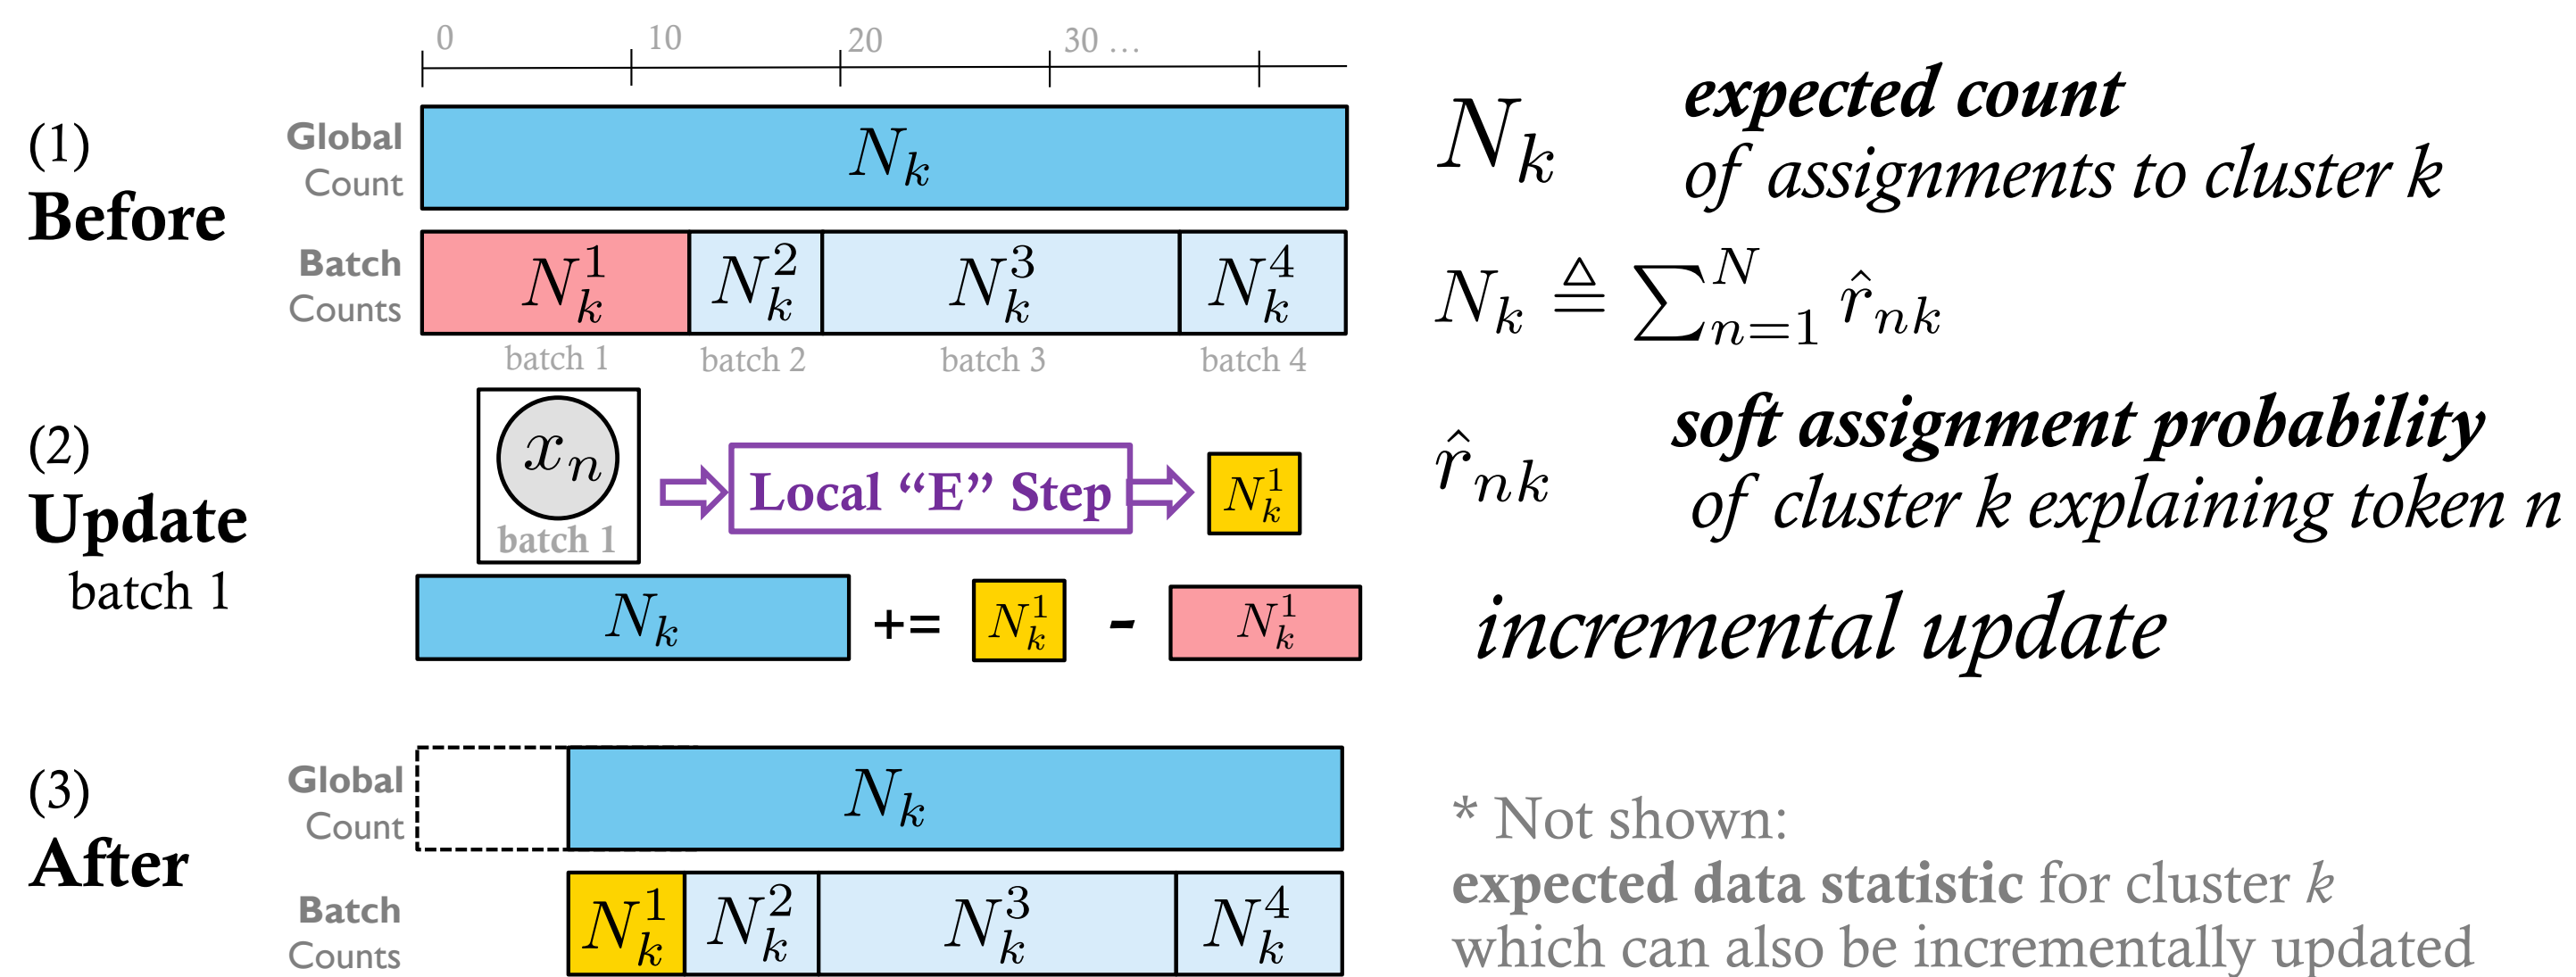 0 10 20 30 ...
(1)
Before
Global
Count
N_k
Batch
Counts
N_k^1 N_k^2 N_k^3 N_k^4
batch 1 batch 2 batch 3 batch 4
N_k
expected count
of assignments to cluster k
N_k ≜ ∑_{n=1}^{N} r̂_{nk}
(2)
Update
batch 1
x_n
batch 1
Local “E” Step
N_k^1
N_k += N_k^1 - N_k^1
r̂_{nk}
soft assignment probability
of cluster k explaining token n
incremental update
(3)
After
Global
Count
N_k
Batch
Counts
N_k^1 N_k^2 N_k^3 N_k^4
* Not shown:
expected data statistic for cluster k
which can also be incrementally updated